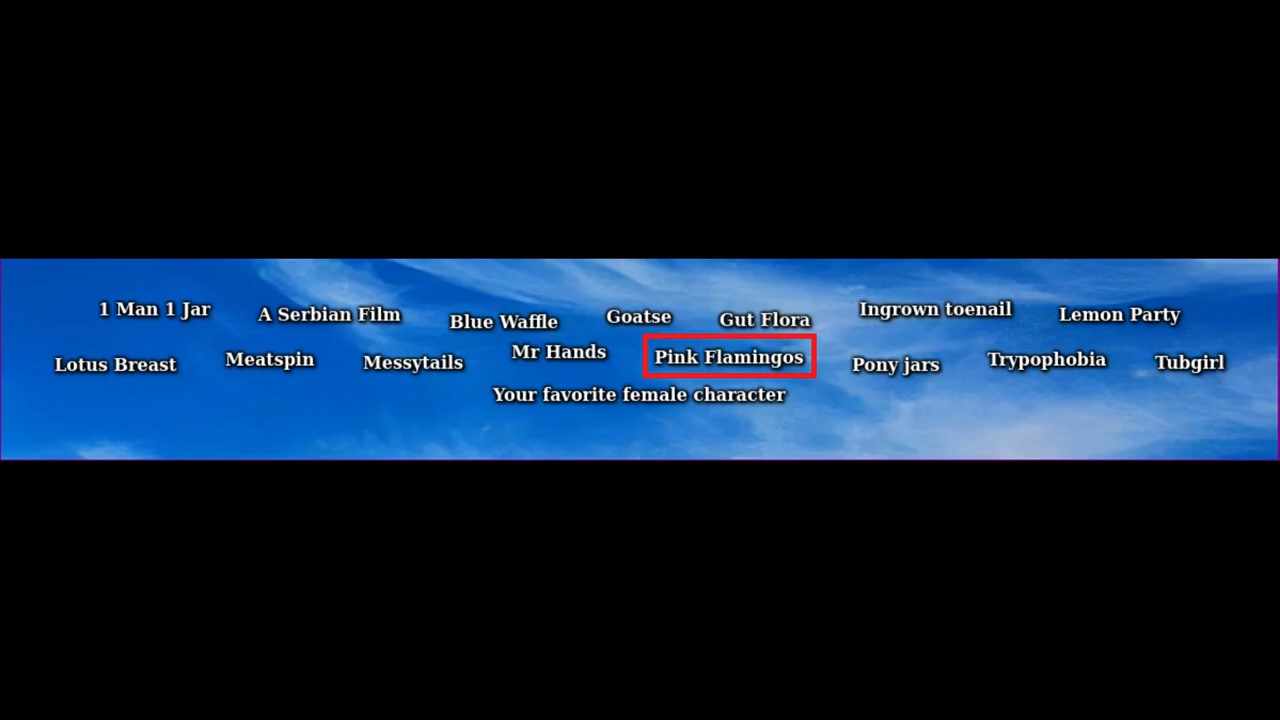 1 Man 1 Jar A Serbian Film Blue Waffle Goatse Gut Flora Ingrown toenail Lemon Party
Lotus Breast Meatspin Messytails Mr Hands Pink Flamingos Pony jars Trypophobia Tubgirl
Your favorite female character